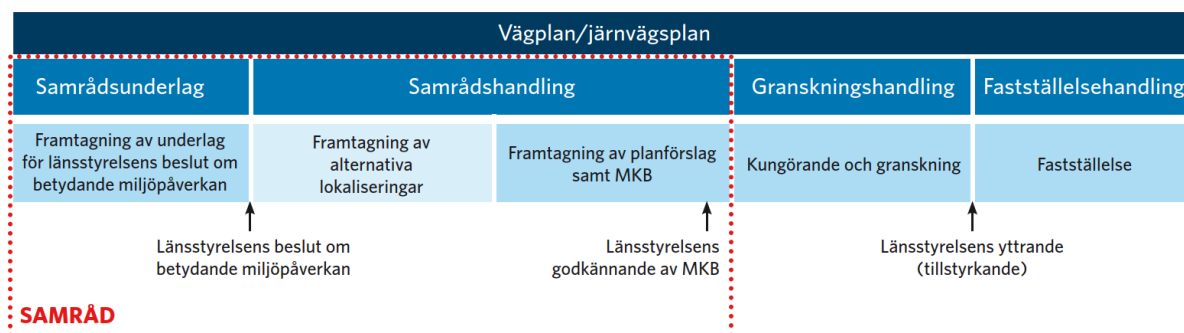 Vägplan/järnvägsplan
Samrådsunderlag
Samrådshandling
Granskningshandling
Fastställelsehandling
Framtagning av underlag
för länsstyrelsens beslut om
betydande miljöpåverkan
Framtagning av
alternativa
lokaliseringar
Framtagning av planförslag
samt MKB
Kungörande och granskning
Fastställelse
Länsstyrelsens beslut om
betydande miljöpåverkan
Länsstyrelsens
godkännande av MKB
Länsstyrelsens yttrande
(tillstyrkande)
SAMRÅD